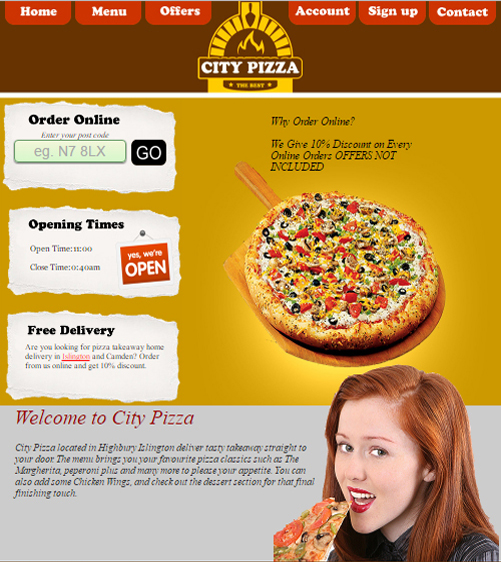 Home
Menu
Offers
Account
Sign up
Contact
CITY PIZZA
THE BEST
Order Online
Enter your post code
eg. N7 8LX
GO
Why Order Online?
We Give 10% Discount on Every
Online Orders OFFERS NOT
INCLUDED
Opening Times
Open Time:11:00
Close Time:0:40am
yes, we're
OPEN
Free Delivery
Are you looking for pizza takeaway home
delivery in Islington and Camden? Order
from us online and get 10% discount.
Welcome to City Pizza
City Pizza located in Highbury Islington deliver tasty takeaway straight to
your door. The menu brings you your favourite pizza classics such as The
Margherita, peperoni plus and many more to please your appetite. You can
also add some Chicken Wings, and check out the dessert section for that final
finishing touch.